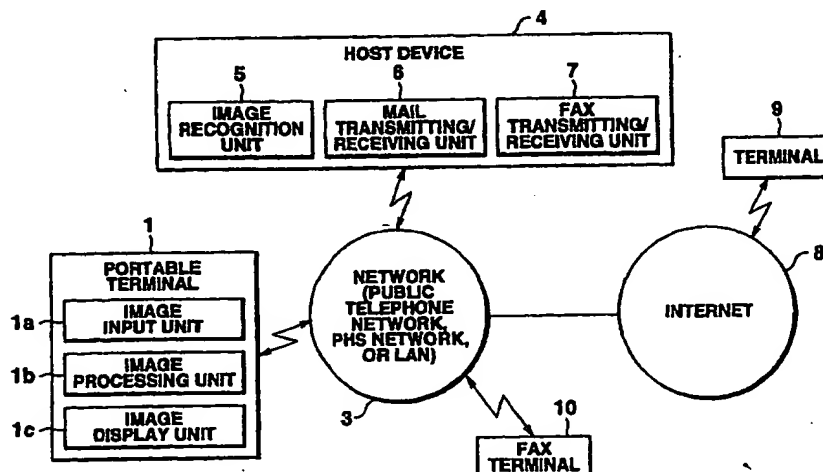 4
HOST DEVICE
5
6
7
IMAGE
RECOGNITION
UNIT
MAIL
TRANSMITTING/
RECEIVING UNIT
FAX
TRANSMITTING/
RECEIVING UNIT
9
TERMINAL
1
PORTABLE
TERMINAL
1a
IMAGE
INPUT UNIT
1b
IMAGE
PROCESSING UNIT
1c
IMAGE
DISPLAY UNIT
NETWORK
(PUBLIC
TELEPHONE
NETWORK,
PHS NETWORK,
OR LAN)
3
INTERNET
8
10
FAX
TERMINAL